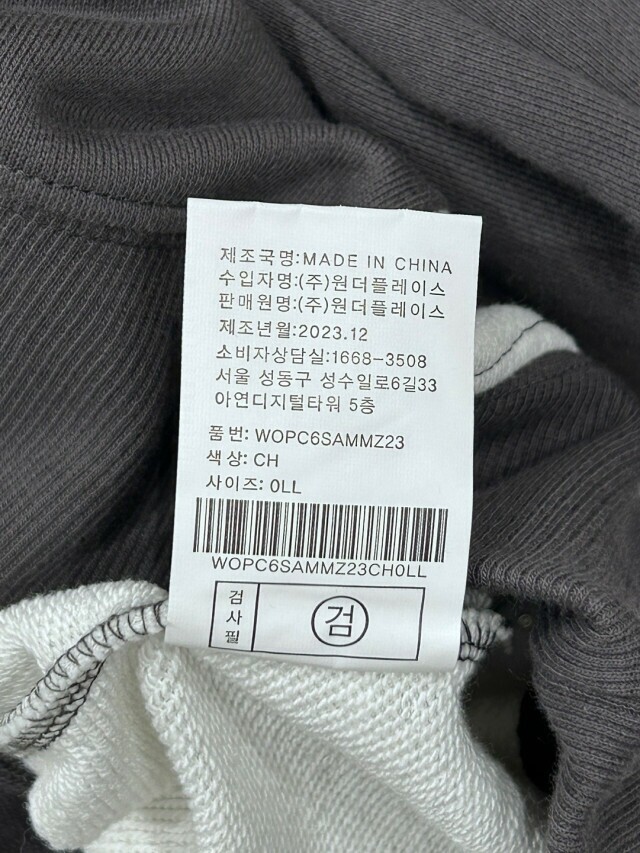 제조국명:MADE IN CHINA
수입자명:(주)원더플레이스
판매원명:(주)원더플레이스
제조년월:2023.12
소비자상담실:1668-3508
서울 성동구 성수일로6길33
아연디지털타워 5층
품번: WOPC6SAMMZ23
색상: CH
사이즈: 0LL
WOPC6SAMMZ23CH0LL
검사필
검